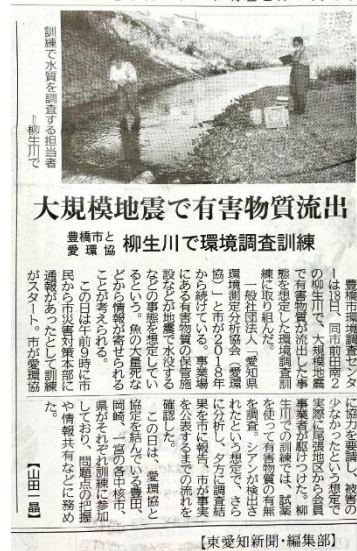 訓練で水質を調査する担当者
=柳生川で
大規模地震で有害物質流出
豊橋市と
愛環協
柳生川で環境調査訓練
豊橋市環境調査センタ
ーは18日、同市前田南2
の柳生川で、大規模地震
で有害物質が流出した事
態を想定した環境調査訓
練に取り組んだ。
一般社団法人「愛知県
環境測定分析協会(愛環
協)」と市が2018年
から続けている。事業場
にある有害物質の保管施
設などが地震で水没する
などの事態を想定してい
るという。魚の大量死な
どから情報が寄せられる
ことが考えられる。
この日は午前9時に市
民から市災害対策本部に
通報があったとして訓練
がスタート。市が愛環協
に協力を要請し、被害の
少なかったという想定で
実際に尾張地区から会員
事業者が駆けつけた。柳
生川での訓練では、試薬
を使って有害物質の有無
を調査。シアンが検出さ
れたという想定で、さら
に分析し、夕方に調査結
果を市に報告、市が事実
を公表するまでの流れを
確認した。
この日は、愛環協と
協定を結んでいる豊田、
岡崎、一宮の各中核市、
県がそれぞれ訓練に参加
しており、問題点の把握
や情報共有などに務め
た。
【山田一晶】
【東愛知新聞・編集部】